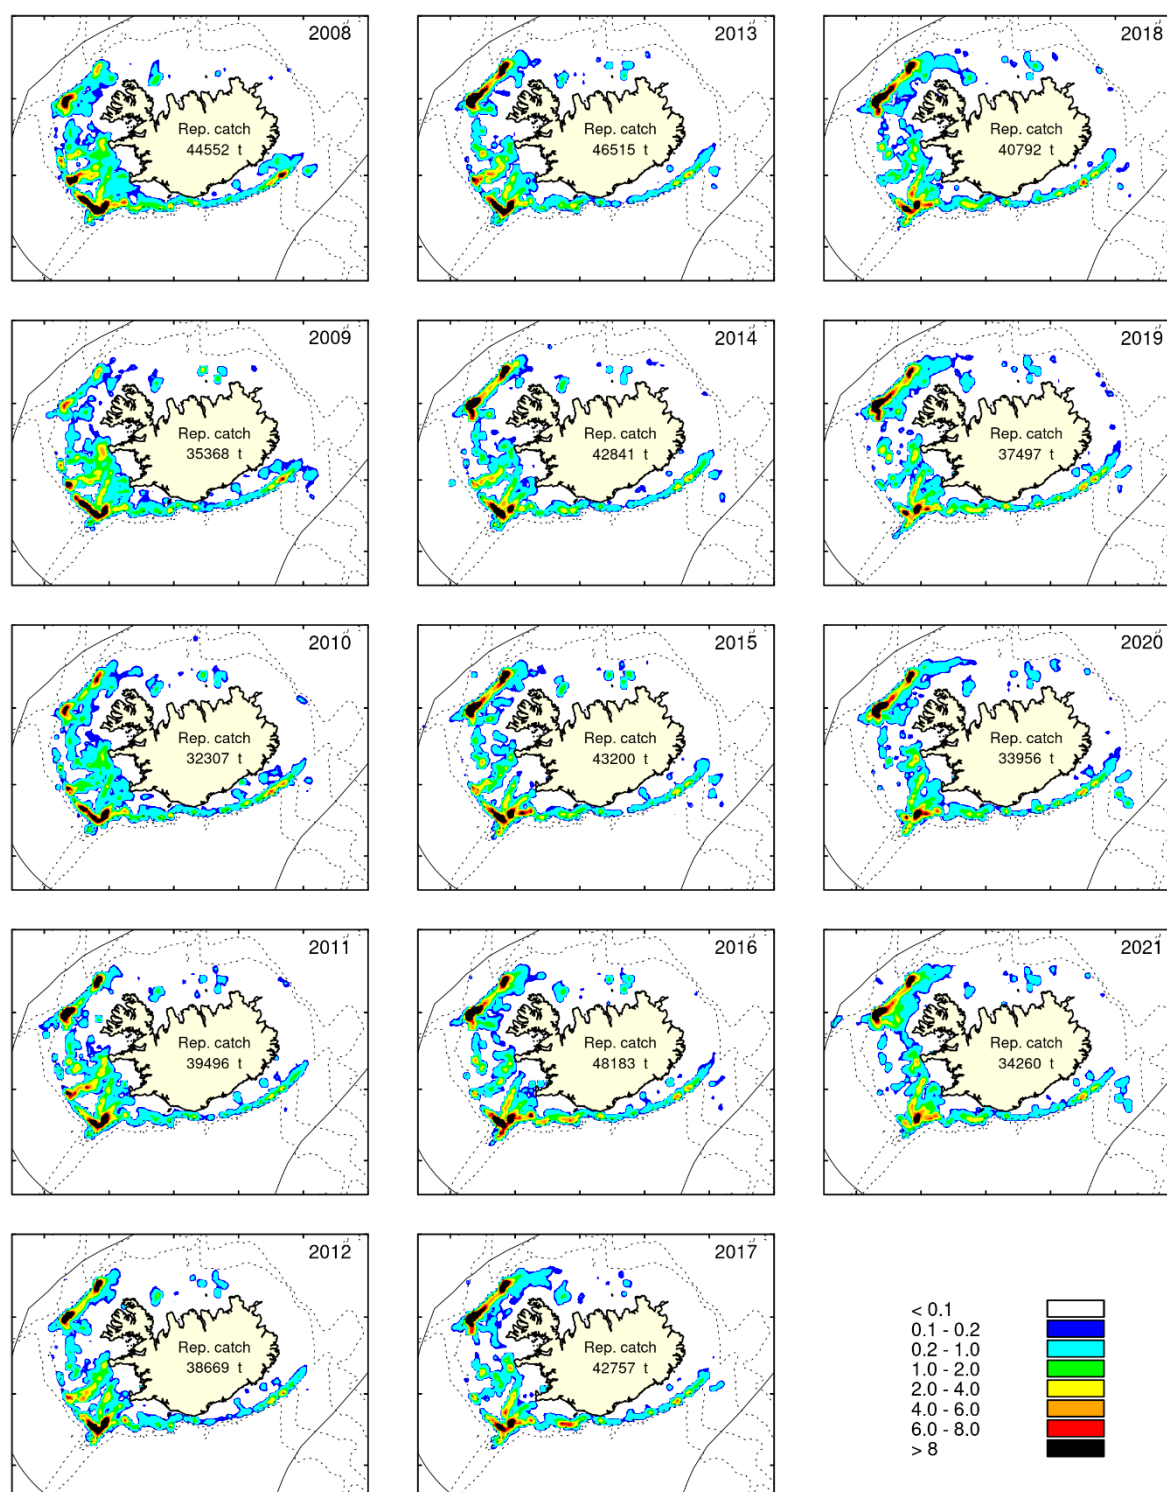 2008
Rep. catch
44552 t
2013
Rep. catch
46515 t
2018
Rep. catch
40792 t
2009
Rep. catch
35368 t
2014
Rep. catch
42841 t
2019
Rep. catch
37497 t
2010
Rep. catch
32307 t
2015
Rep. catch
43200 t
2020
Rep. catch
33956 t
2011
Rep. catch
39496 t
2016
Rep. catch
48183 t
2021
Rep. catch
34260 t
2012
Rep. catch
38669 t
2017
Rep. catch
42757 t
< 0.1
0.1 - 0.2
0.2 - 1.0
1.0 - 2.0
2.0 - 4.0
4.0 - 6.0
6.0 - 8.0
> 8